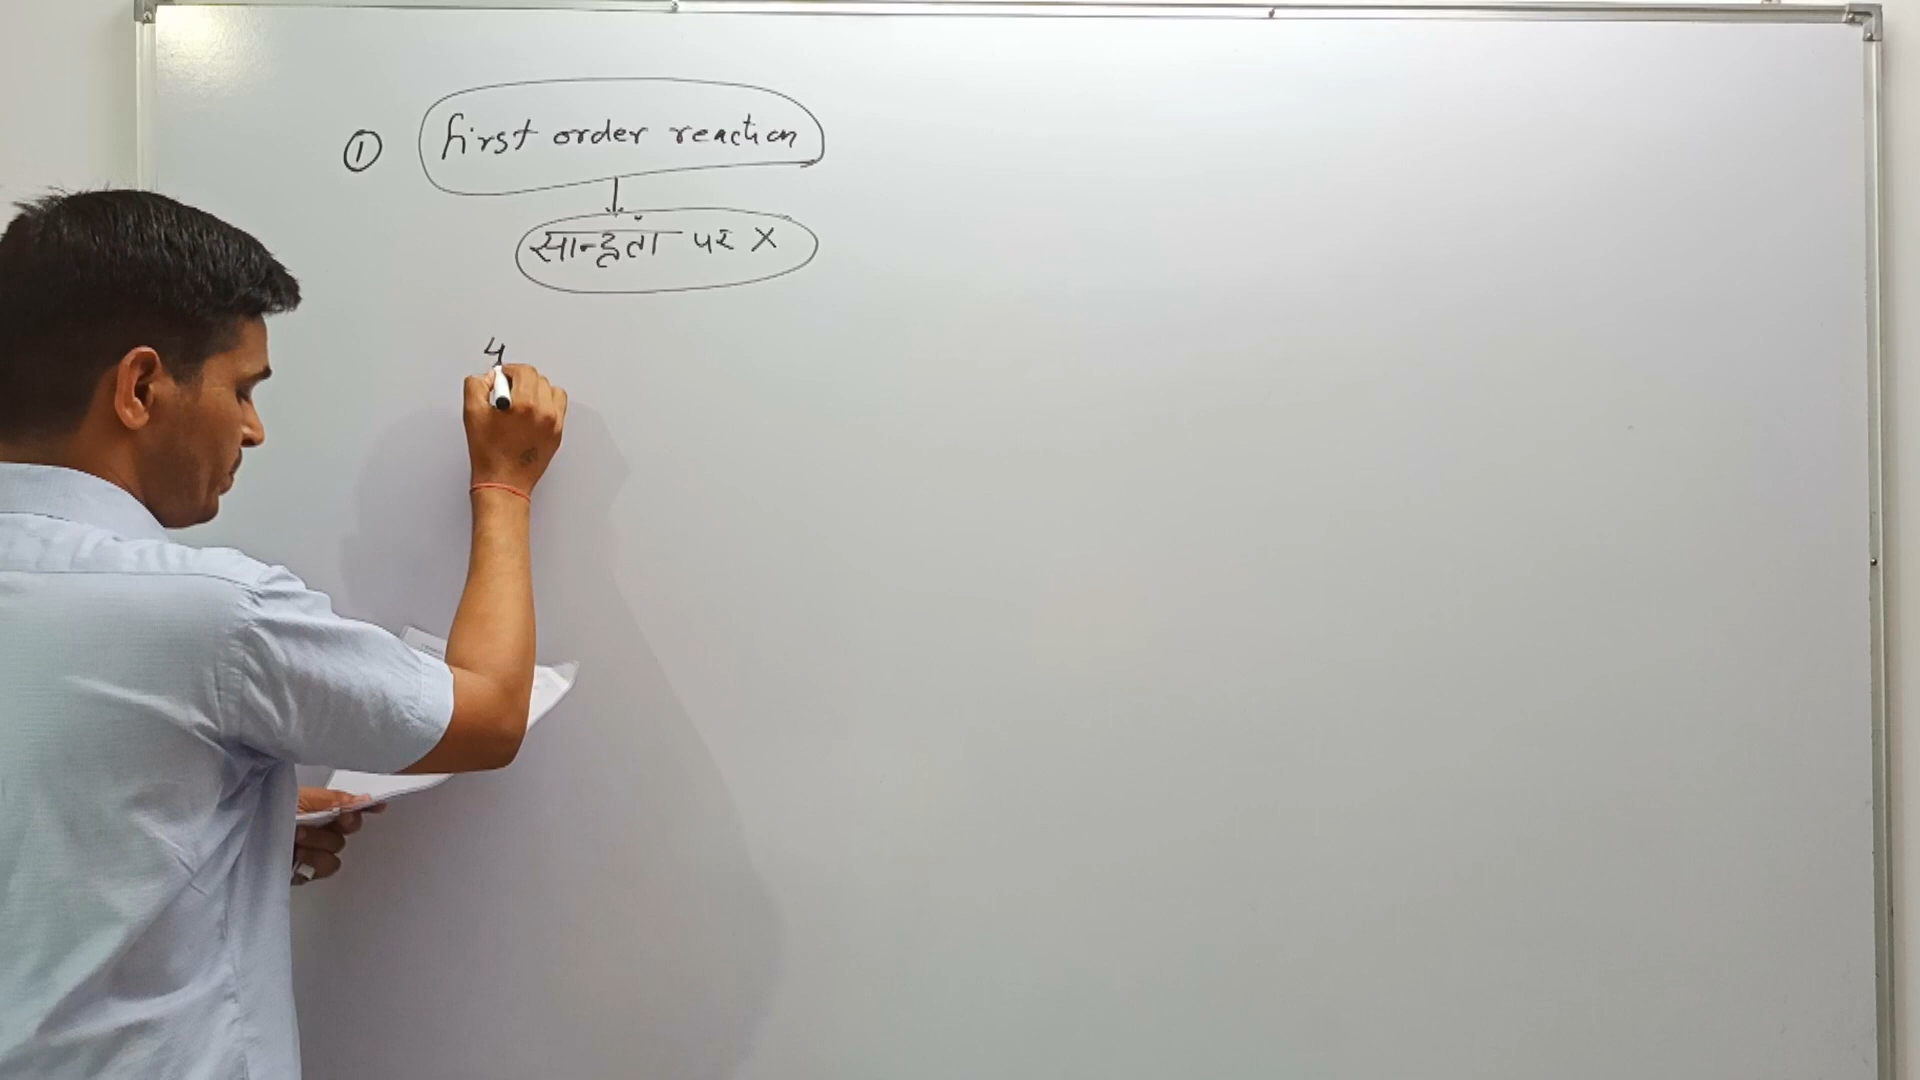 ① first order reaction
सान्द्रता पर X
4